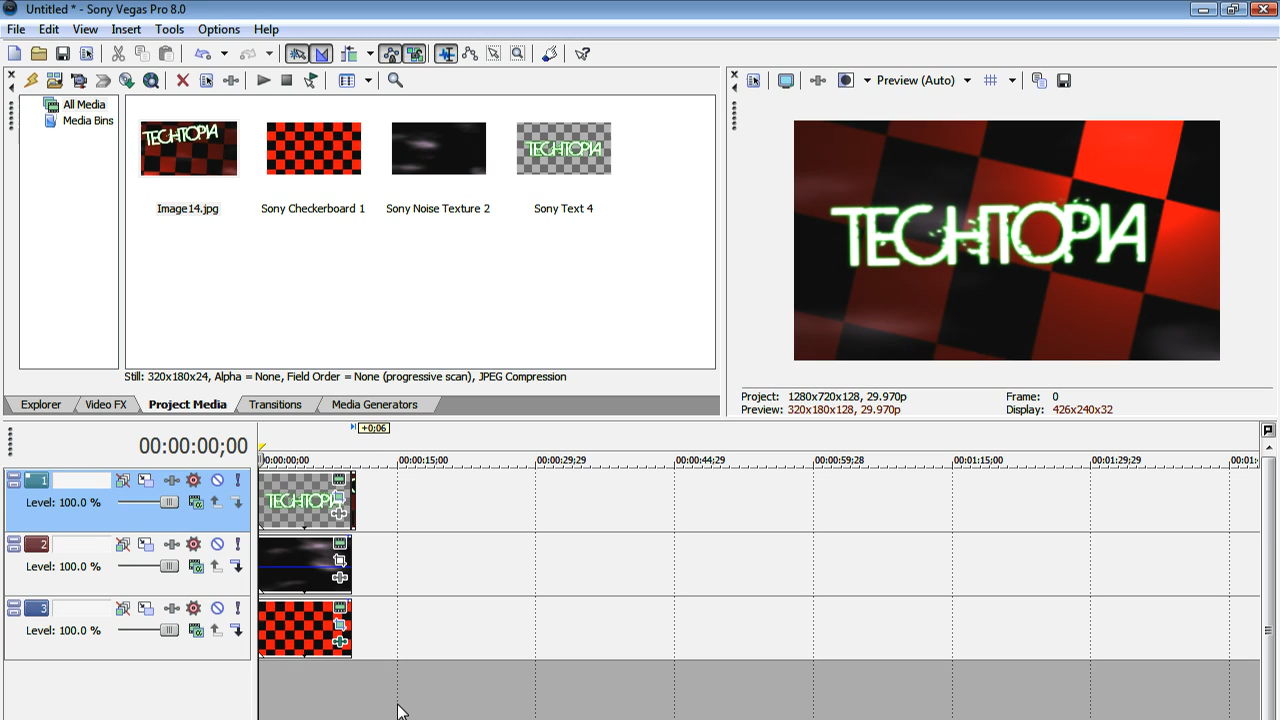 Untitled * - Sony Vegas Pro 8.0
File Edit View Insert Tools Options Help
Preview (Auto)
All Media
Media Bins
TECHTOPIA
TECHTOPIA
Image14.jpg Sony Checkerboard 1 Sony Noise Texture 2 Sony Text 4
TECHTOPIA
Still: 320x180x24, Alpha = None, Field Order = None (progressive scan), JPEG Compression
Explorer Video FX Project Media Transitions Media Generators
Project: 1280x720x128, 29.970p Frame: 0
Preview: 320x180x128, 29.970p Display: 426x240x32
+0;06
00:00:00;00
00:00:15;00 00:00:29;29 00:00:44;29 00:00:59;28 00:01:15;00 00:01:29;29
1
Level: 100.0 %
TECHTOPIA
2
Level: 100.0 %
3
Level: 100.0 %